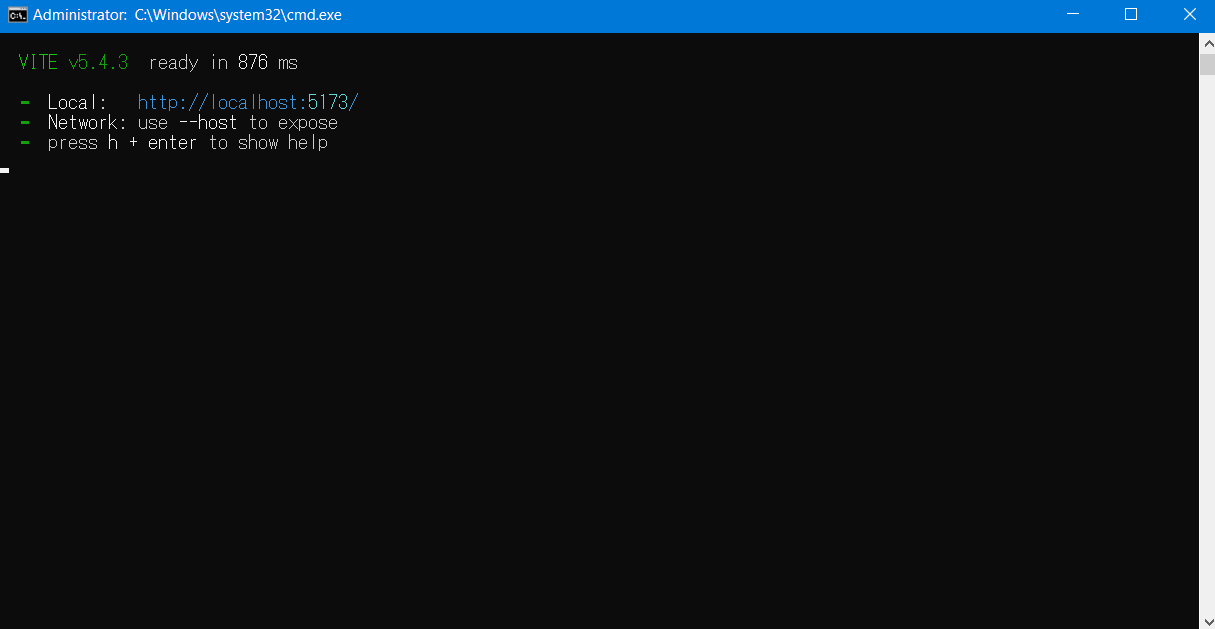 Administrator: C:\Windows\system32\cmd.exe
VITE v5.4.3 ready in 876 ms
- Local: http://localhost:5173/
- Network: use --host to expose
- press h + enter to show help